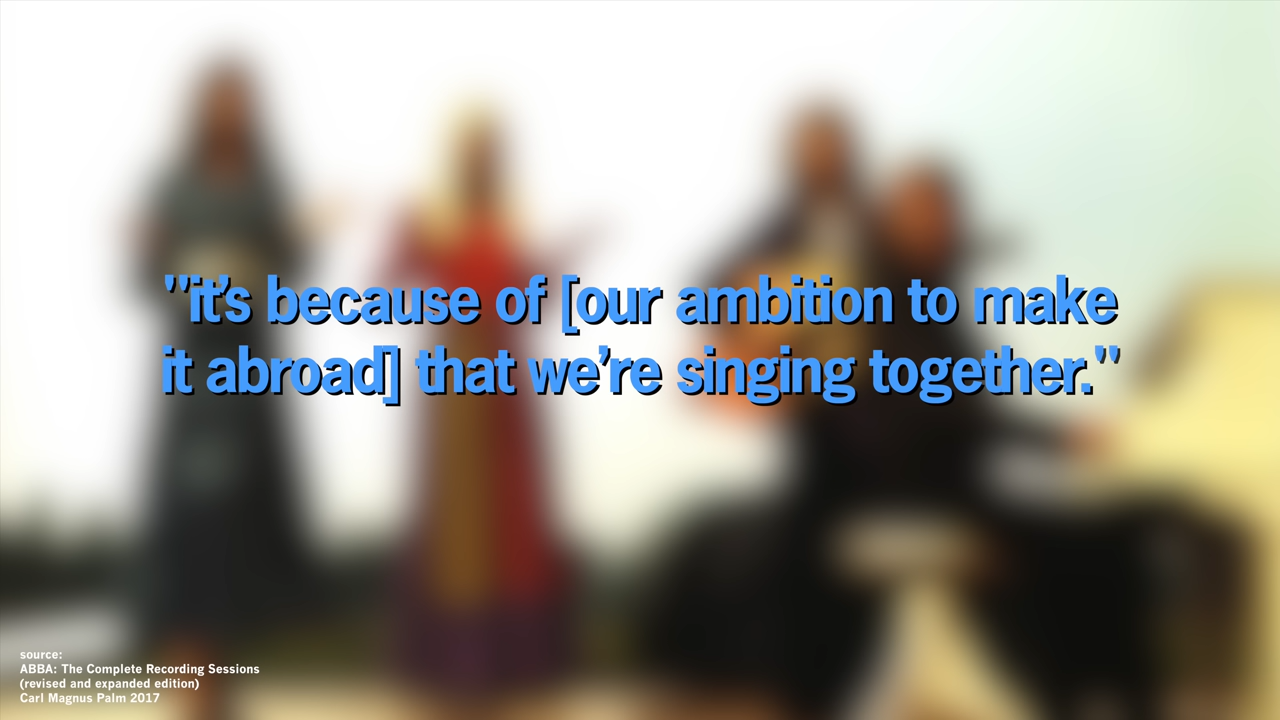 "it's because of [our ambition to make
it abroad] that we’re singing together."
source:
ABBA: The Complete Recording Sessions
(revised and expanded edition)
Carl Magnus Palm 2017